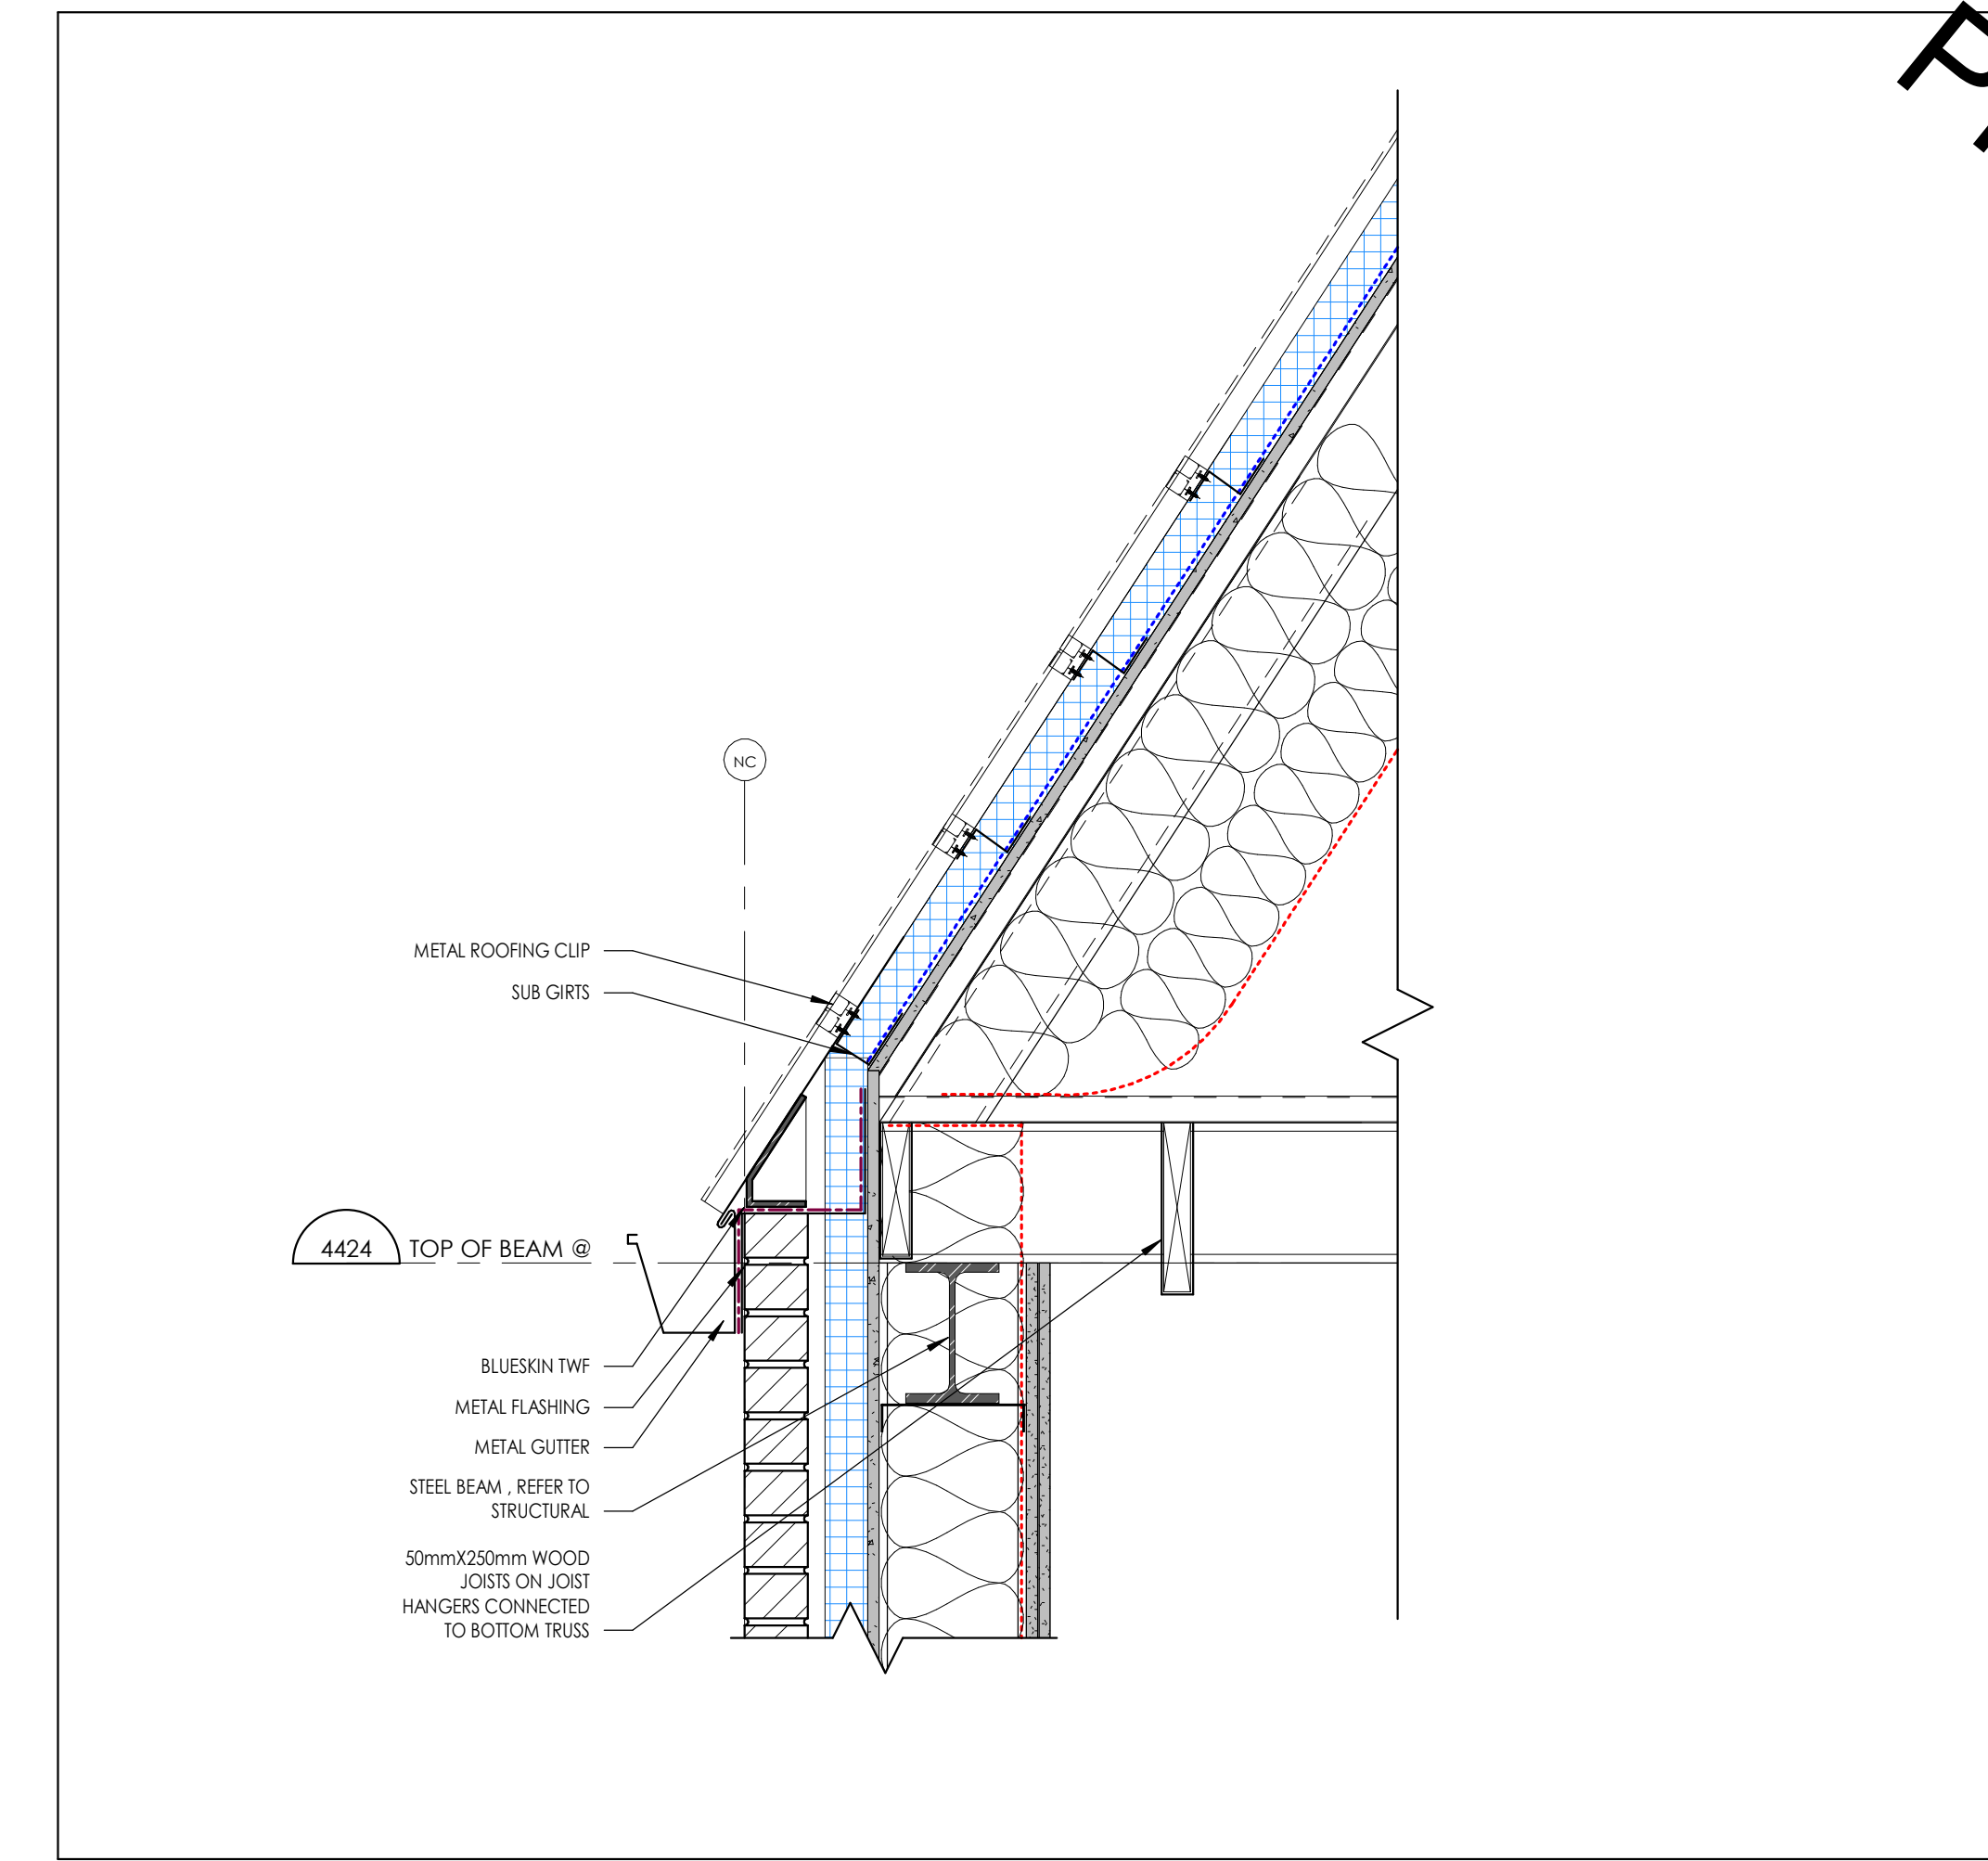 NC
METAL ROOFING CLIP
SUB GIRTS
4424 TOP OF BEAM @
BLUESKIN TWF
METAL FLASHING
METAL GUTTER
STEEL BEAM , REFER TO
STRUCTURAL
50mmX250mm WOOD
JOISTS ON JOIST
HANGERS CONNECTED
TO BOTTOM TRUSS